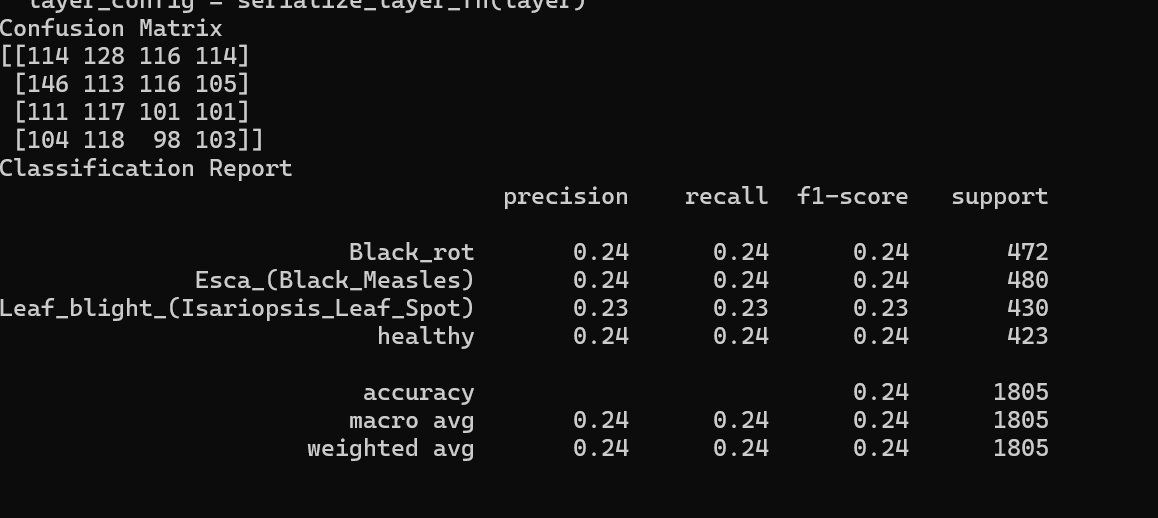 layer_config = serialize_layer_fn(layer)
Confusion Matrix
[[114 128 116 114]
 [146 113 116 105]
 [111 117 101 101]
 [104 118  98 103]]
Classification Report
precision recall f1-score support
Black_rot 0.24 0.24 0.24 472
Esca_(Black_Measles) 0.24 0.24 0.24 480
Leaf_blight_(Isariopsis_Leaf_Spot) 0.23 0.23 0.23 430
healthy 0.24 0.24 0.24 423
accuracy 0.24 1805
macro avg 0.24 0.24 0.24 1805
weighted avg 0.24 0.24 0.24 1805